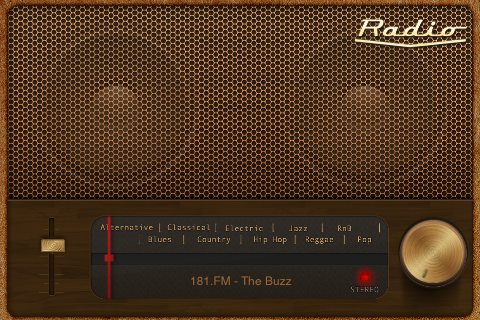 Radio
Alternative | Classical | Electric | Jazz | RnB |
Blues | Country | Hip Hop | Reggae | Pop
181.FM - The Buzz
STEREO